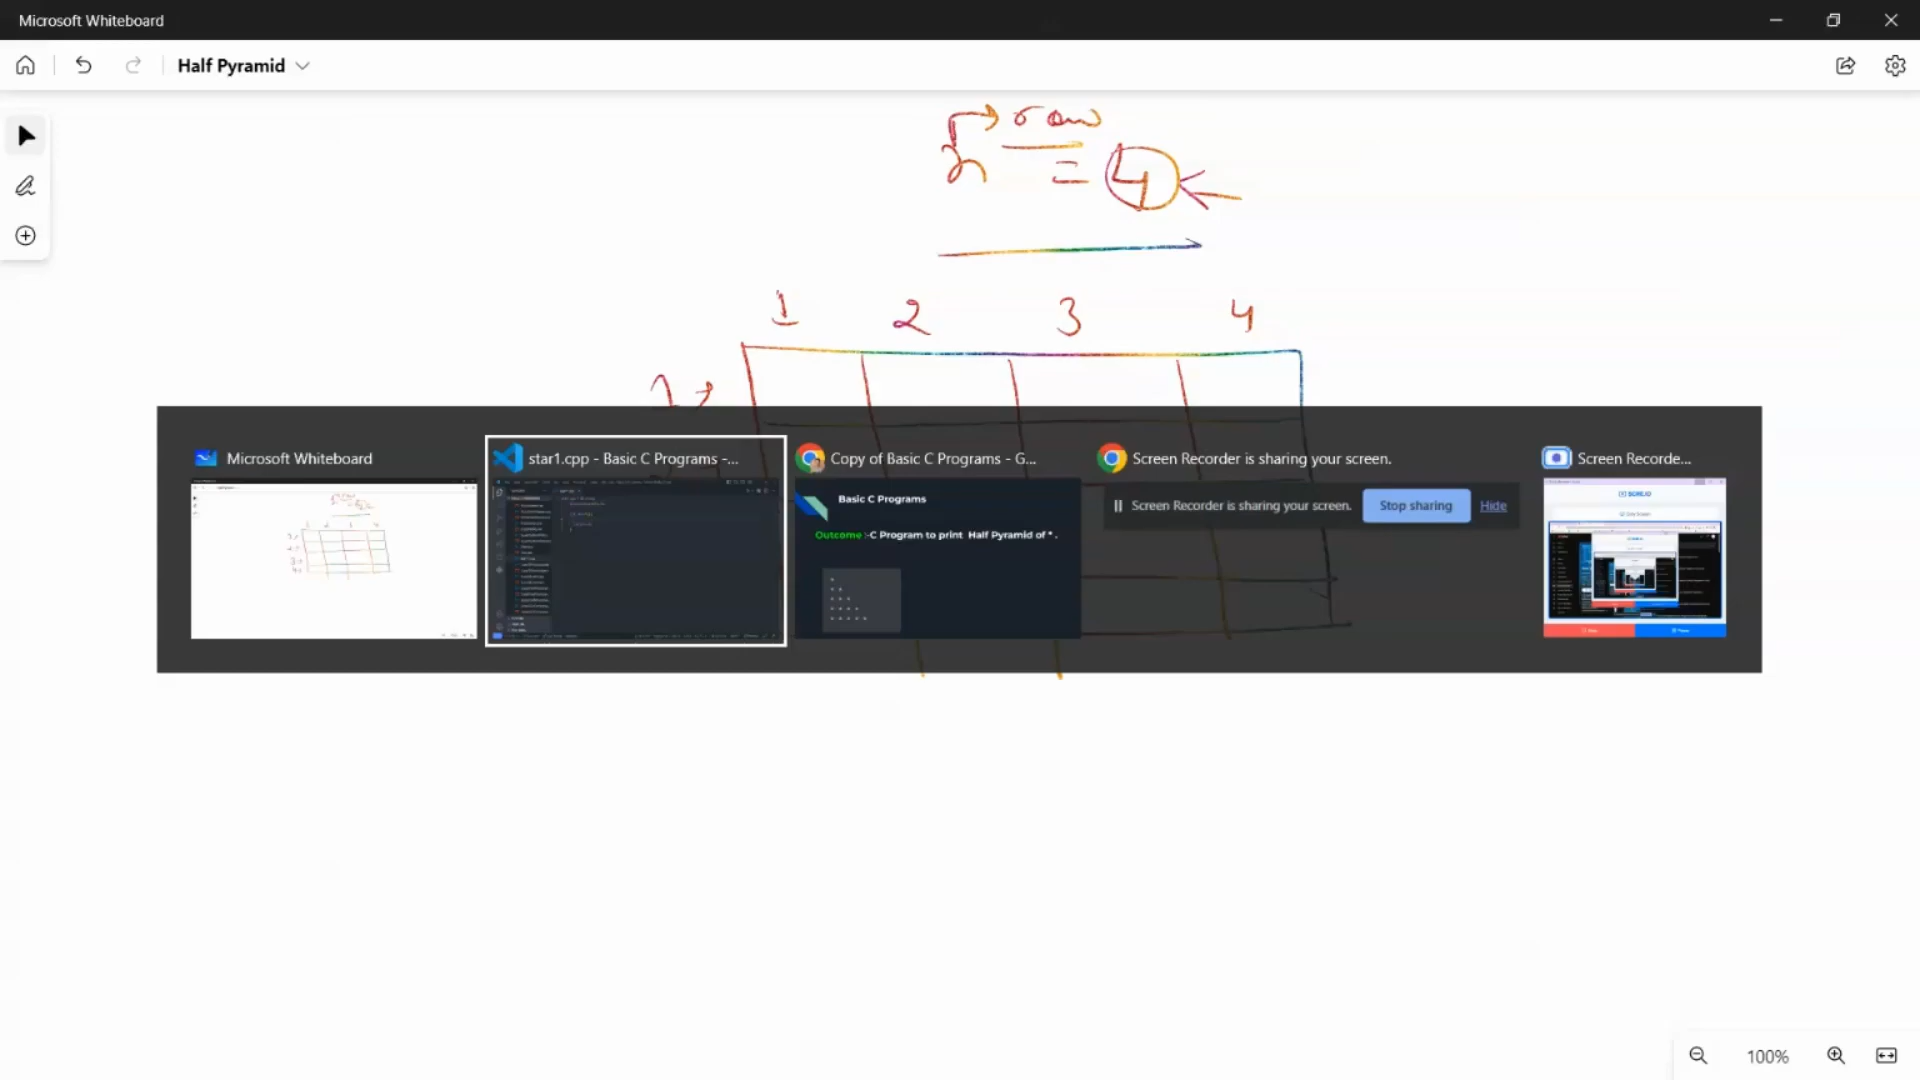 Microsoft Whiteboard
Half Pyramid
row
n = 4
1 2 3 4
1 →
Microsoft Whiteboard
star1.cpp - Basic C Programs -...
Copy of Basic C Programs - G...
Screen Recorder is sharing your screen.
Screen Recorde...
Basic C Programs
Outcome :-C Program to print Half Pyramid of * .
Screen Recorder is sharing your screen.
Stop sharing
Hide
100%